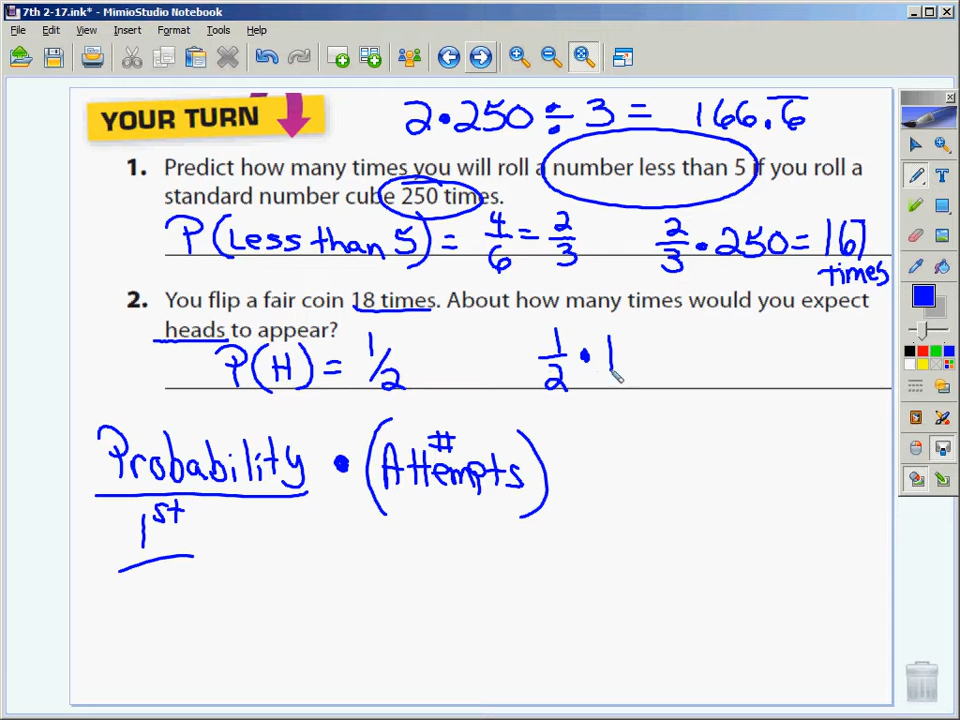 7th 2-17.ink* - MimioStudio Notebook
File Edit View Insert Format Tools Help
YOUR TURN
2 • 250 ÷ 3 = 166.6̅
1. Predict how many times you will roll a number less than 5 if you roll a
standard number cube 250 times.
P(Less than 5) = 4/6 = 2/3 2/3 • 250 = 167
times
2. You flip a fair coin 18 times. About how many times would you expect
heads to appear?
P(H) = 1/2 1/2 • 1
Probability • (# Attempts)
1st